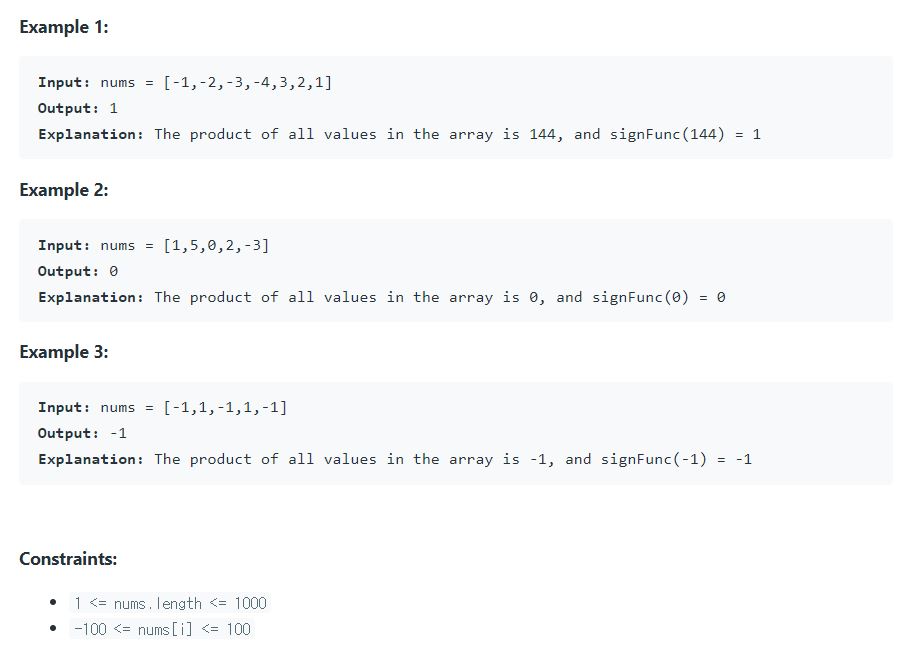 Example 1:
Input: nums = [-1,-2,-3,-4,3,2,1]
Output: 1
Explanation: The product of all values in the array is 144, and signFunc(144) = 1
Example 2:
Input: nums = [1,5,0,2,-3]
Output: 0
Explanation: The product of all values in the array is 0, and signFunc(0) = 0
Example 3:
Input: nums = [-1,1,-1,1,-1]
Output: -1
Explanation: The product of all values in the array is -1, and signFunc(-1) = -1
Constraints:
• 1 <= nums.length <= 1000
• -100 <= nums[i] <= 100